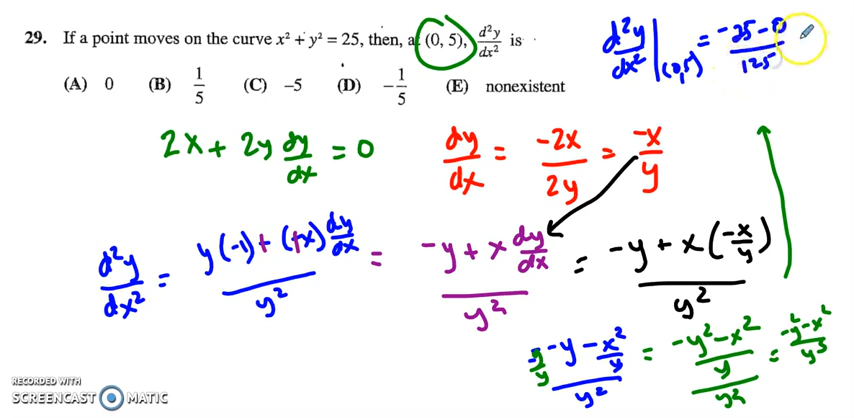 29. If a point moves on the curve x² + y² = 25, then, at (0, 5), d²y/dx² is
(A) 0 (B) 1/5 (C) –5 (D) –1/5 (E) nonexistent
d²y/dx² |(0,5) = -25-0/125
2x + 2y dy/dx = 0
dy/dx = -2x/2y = -x/y
d²y/dx² = y(-1) + (+x) dy/dx / y² = -y + x dy/dx / y² = -y + x(-x/y) / y²
y/y -y - x²/y / y² = -y² - x² / y / y² = -y² - x² / y³
RECORDED WITH
SCREENCAST MATIC